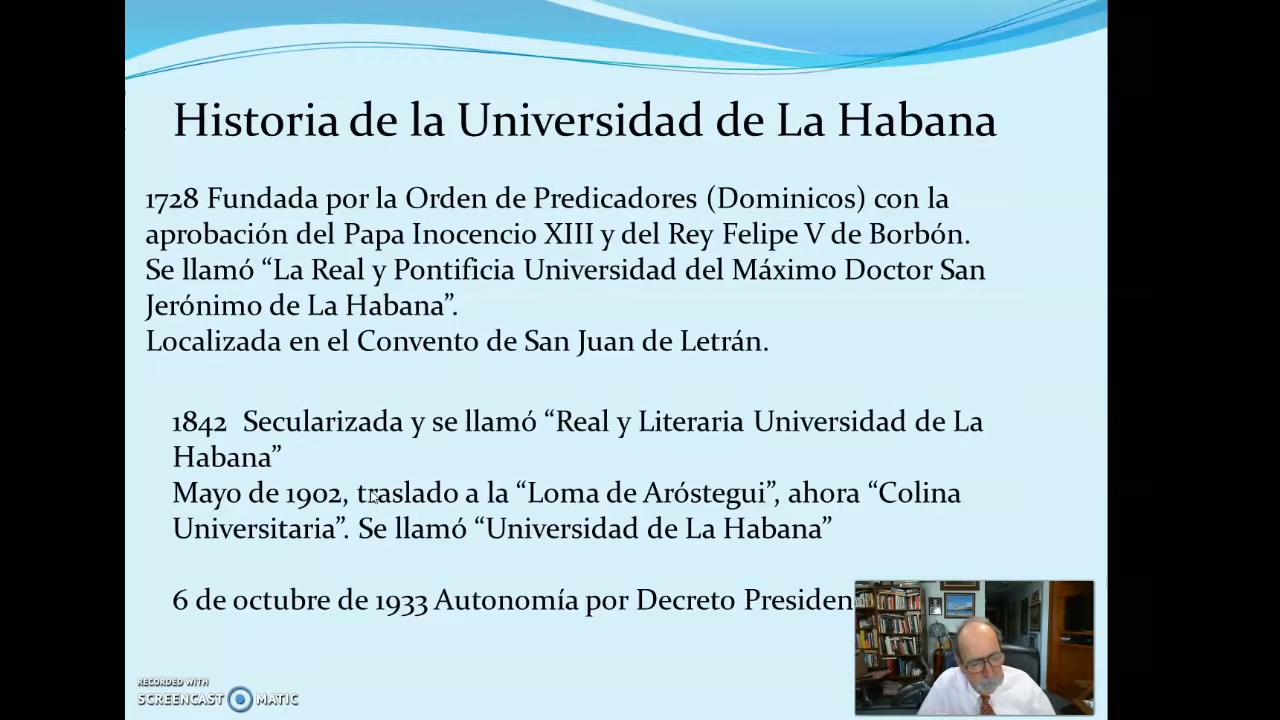 Historia de la Universidad de La Habana
1728 Fundada por la Orden de Predicadores (Dominicos) con la
aprobación del Papa Inocencio XIII y del Rey Felipe V de Borbón.
Se llamó “La Real y Pontificia Universidad del Máximo Doctor San
Jerónimo de La Habana”.
Localizada en el Convento de San Juan de Letrán.
1842 Secularizada y se llamó “Real y Literaria Universidad de La
Habana”
Mayo de 1902, traslado a la “Loma de Aróstegui”, ahora “Colina
Universitaria”. Se llamó “Universidad de La Habana”
6 de octubre de 1933 Autonomía por Decreto Presiden
RECORDED WITH
SCREENCAST MATIC